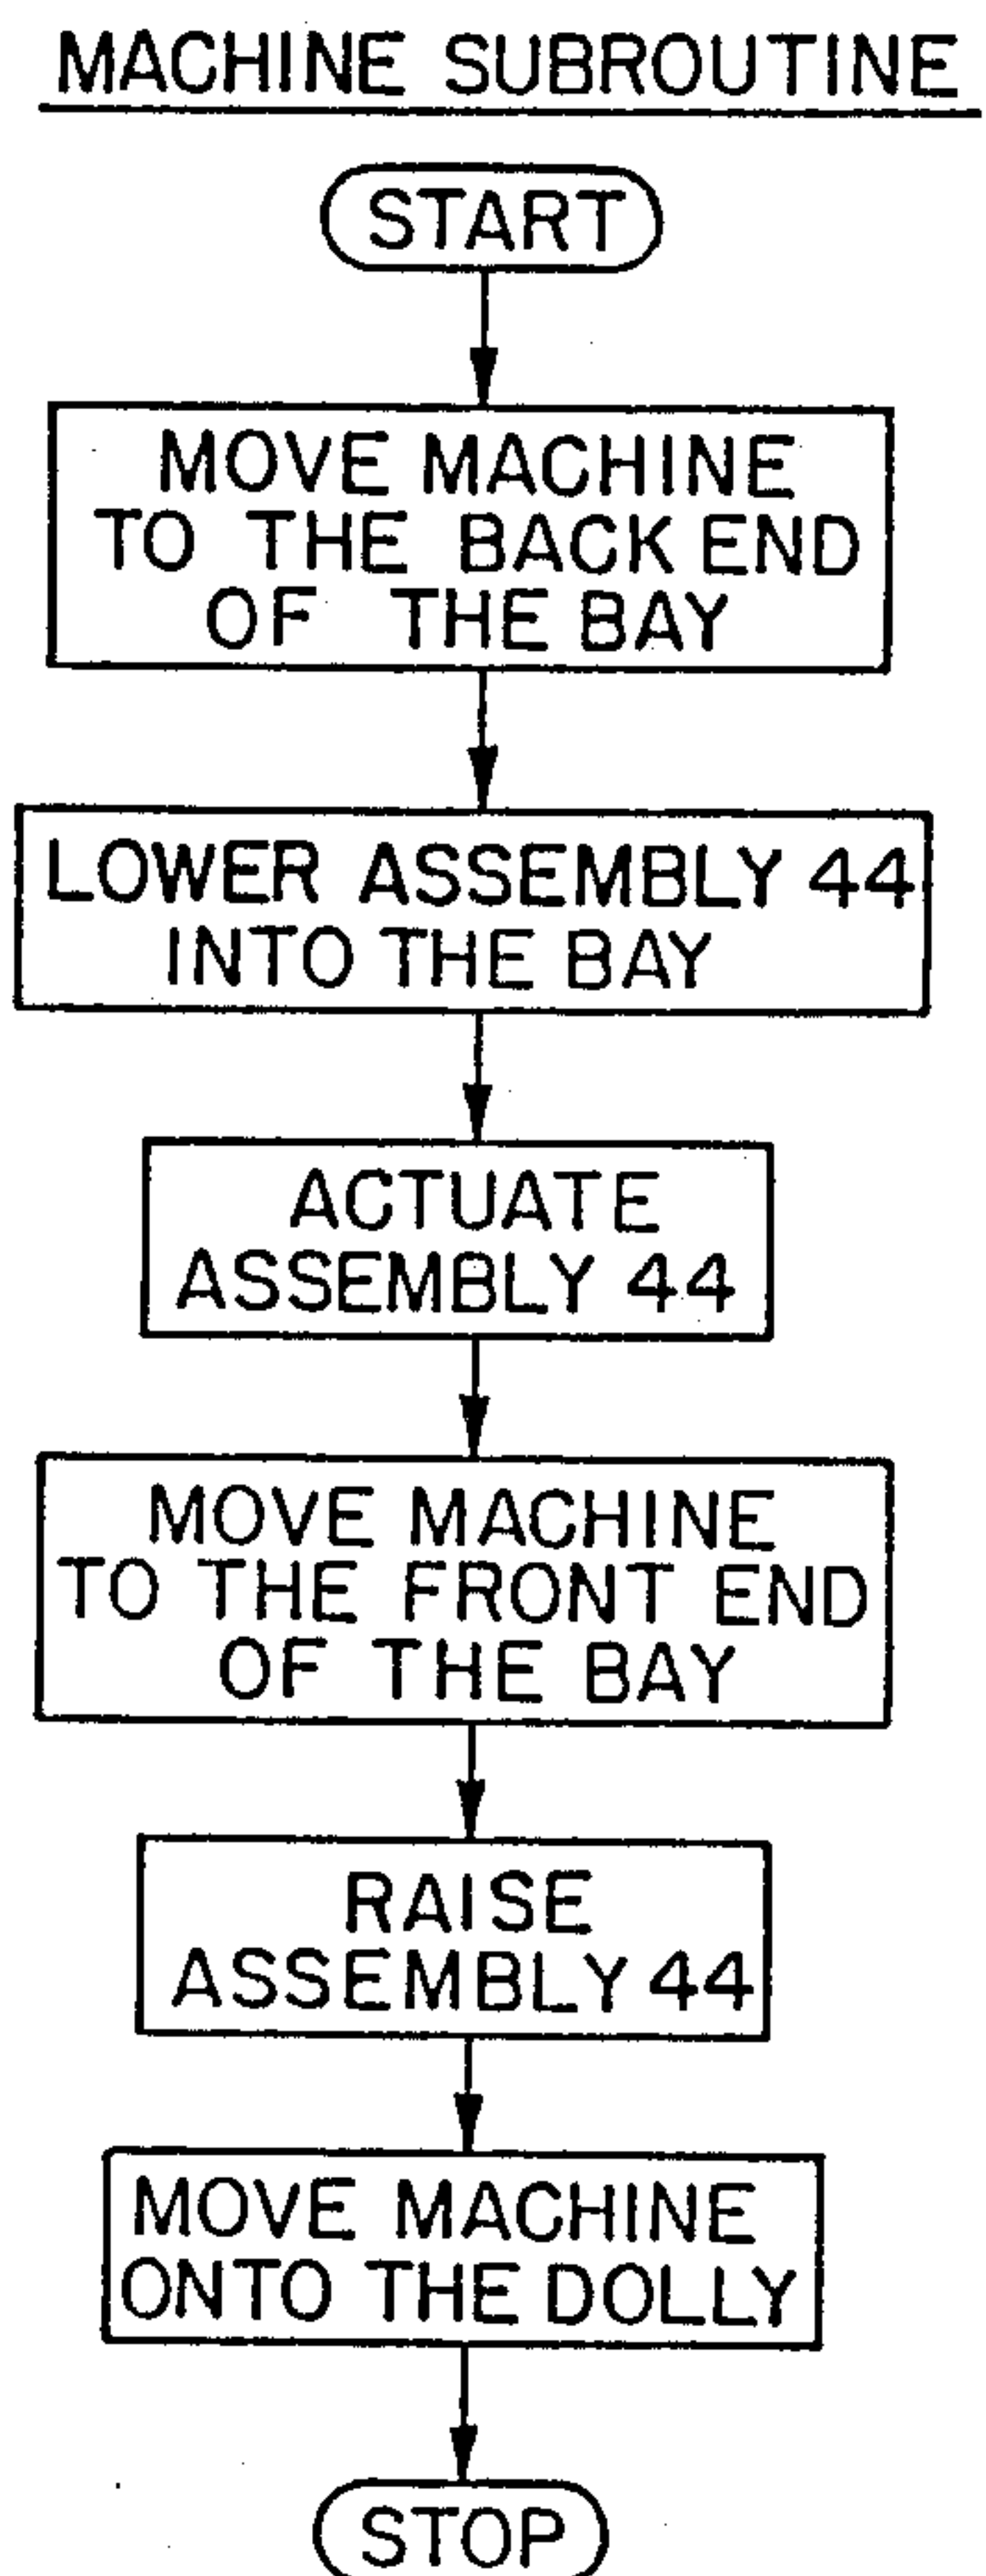 MACHINE SUBROUTINE
START
MOVE MACHINE
TO THE BACK END
OF THE BAY
LOWER ASSEMBLY 44
INTO THE BAY
ACTUATE
ASSEMBLY 44
MOVE MACHINE
TO THE FRONT END
OF THE BAY
RAISE
ASSEMBLY 44
MOVE MACHINE
ONTO THE DOLLY
STOP